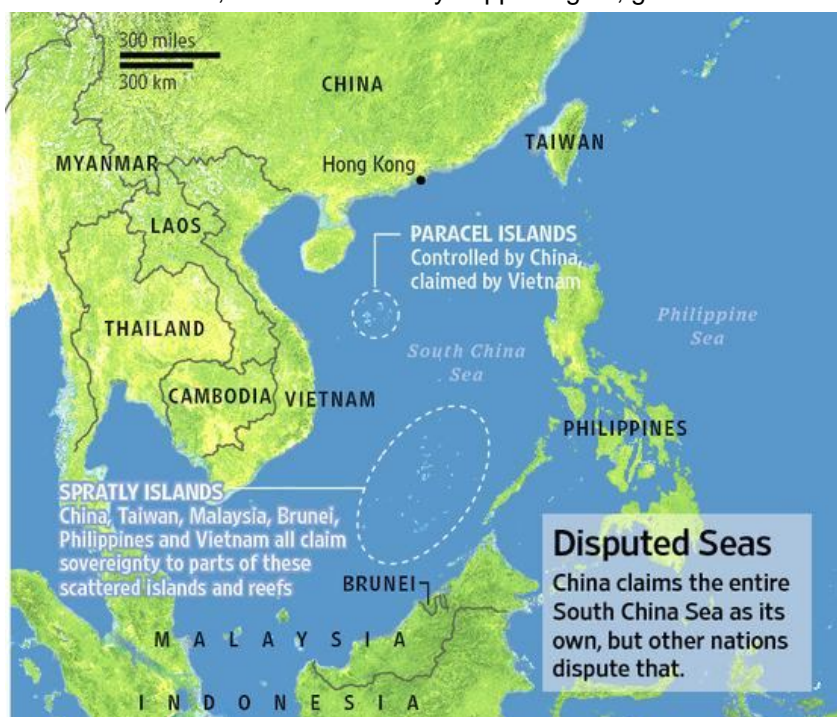 300 miles
300 km
CHINA
TAIWAN
MYANMAR
Hong Kong
LAOS
PARACEL ISLANDS
Controlled by China,
claimed by Vietnam
THAILAND
Philippine
Sea
South China
Sea
CAMBODIA
VIETNAM
PHILIPPINES
SPRATLY ISLANDS
China, Taiwan, Malaysia, Brunei,
Philippines and Vietnam all claim
sovereignty to parts of these
scattered islands and reefs
Disputed Seas
China claims the entire
South China Sea as its
own, but other nations
dispute that.
BRUNEI
MALAYSIA
INDONESIA